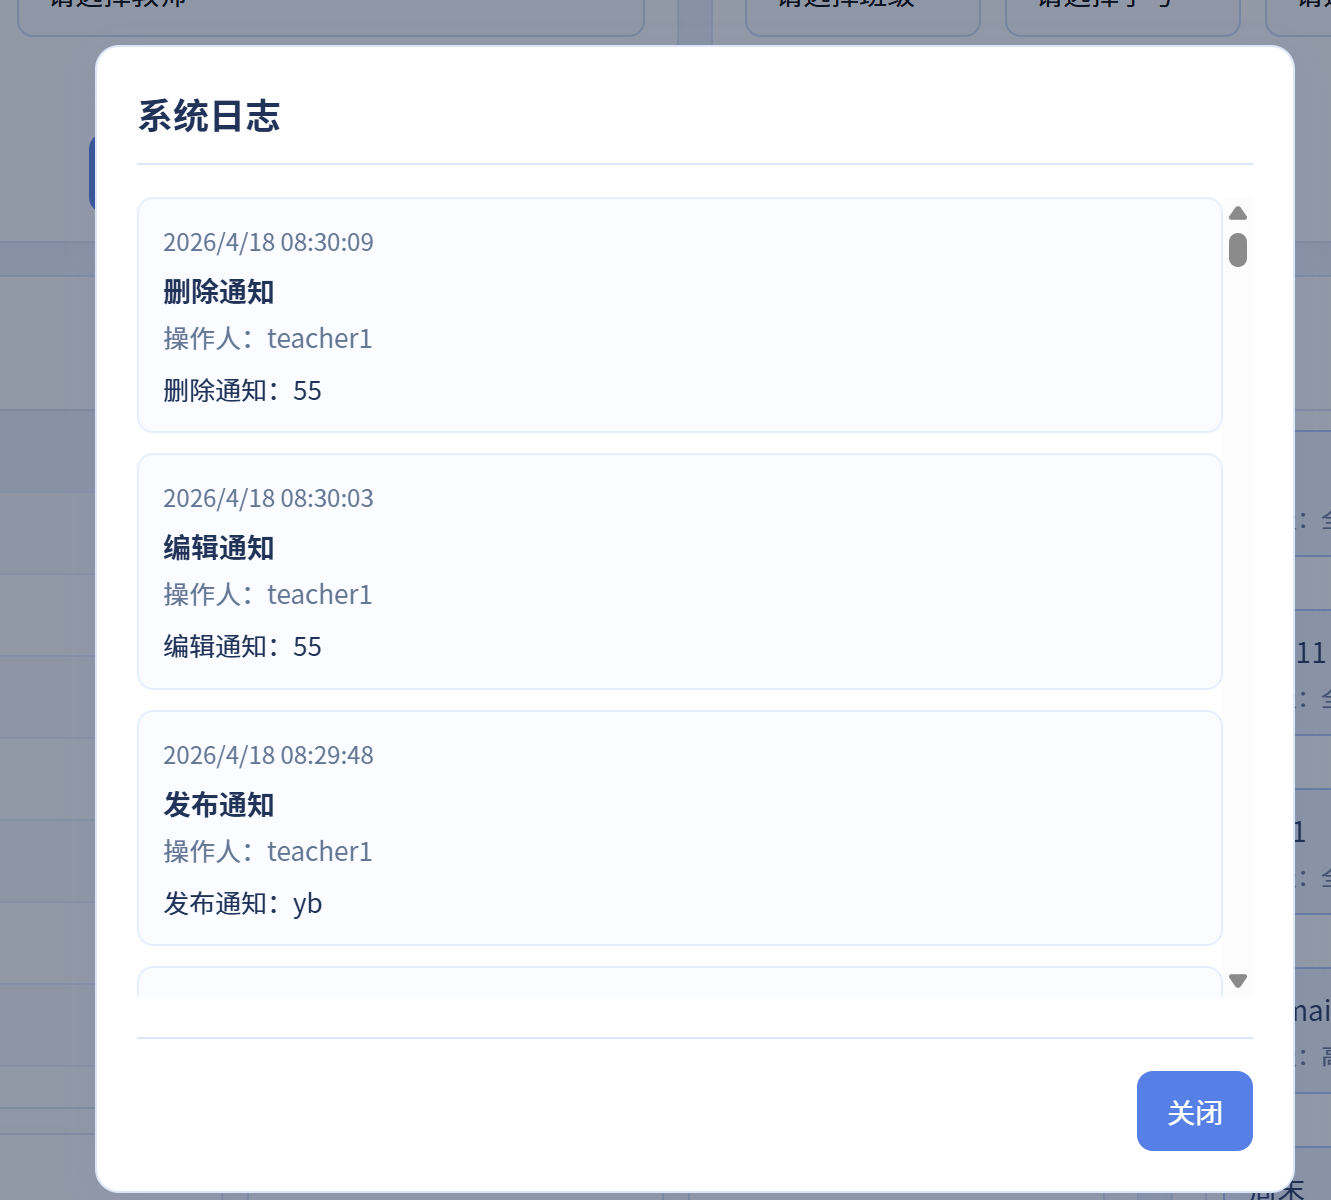 系统日志
2026/4/18 08:30:09
删除通知
操作人：teacher1
删除通知：55
2026/4/18 08:30:03
编辑通知
操作人：teacher1
编辑通知：55
2026/4/18 08:29:48
发布通知
操作人：teacher1
发布通知：yb
11
1
关闭